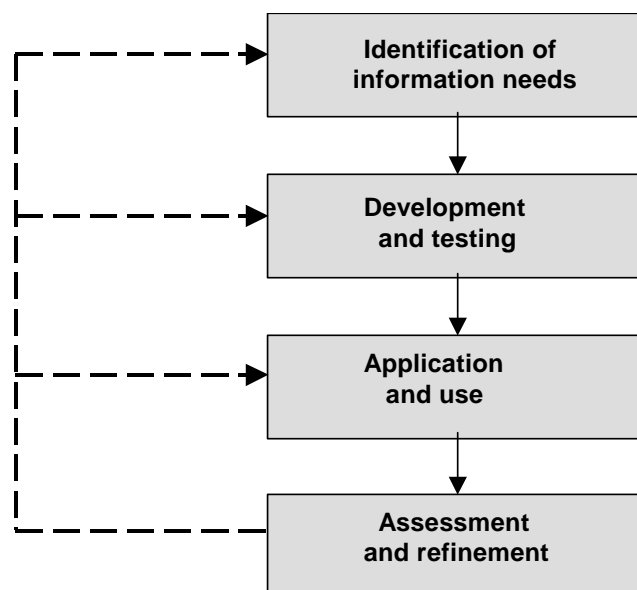 Identification of
information needs
Development
and testing
Application
and use
Assessment
and refinement